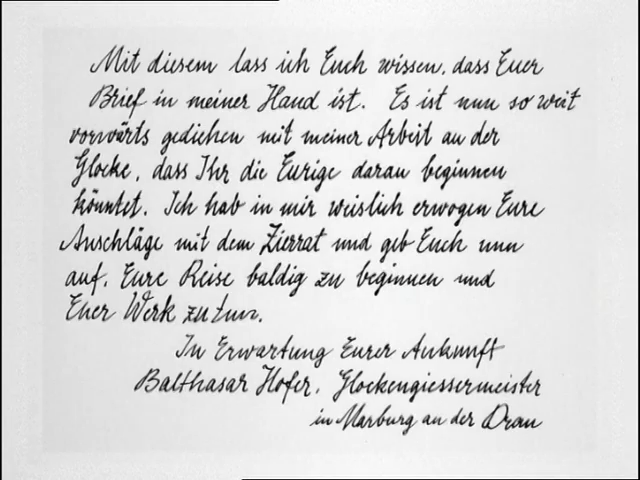 Mit diesem lass ich Euch wissen, dass Euer
Brief in meiner Hand ist. Es ist nun so weit
vorwärts gediehen mit meiner Arbeit an der
Glocke, dass Ihr die Eurige daran beginnen
könntet. Ich hab in mir weislich erwogen Eure
Anschläge mit dem Zierrat und geb Euch nun
auf, Eure Reise baldig zu beginnen und
Euer Werk zu tun.
In Erwartung Eurer Ankunft
Balthasar Hofer, Glockengiessermeister
in Marburg an der Drau